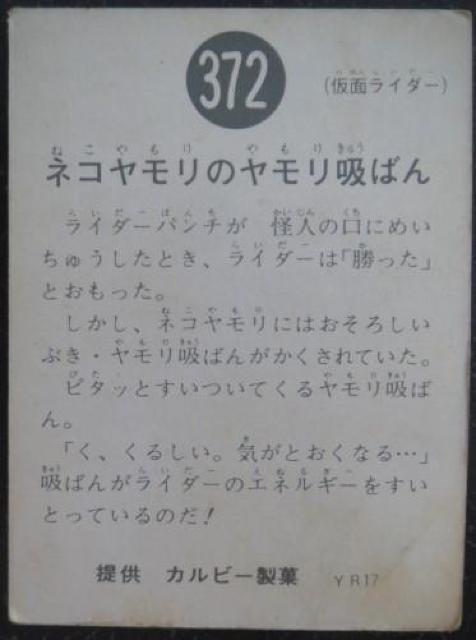 372
(仮面ライダー)
ネコヤモリのヤモリ吸ばん
ライダーパンチが 怪人の口にめい
ちゅうしたとき、ライダーは「勝った」
とおもった。
しかし、ネコヤモリにはおそろしい
ぶき・ヤモリ吸ばんがかくされていた。
ピタッとすいついてくるヤモリ吸ば
ん。
「く、くるしい。気がとおくなる…」
吸ばんがライダーのエネルギーをすい
とっているのだ!
提供 カルビー製菓 YR17